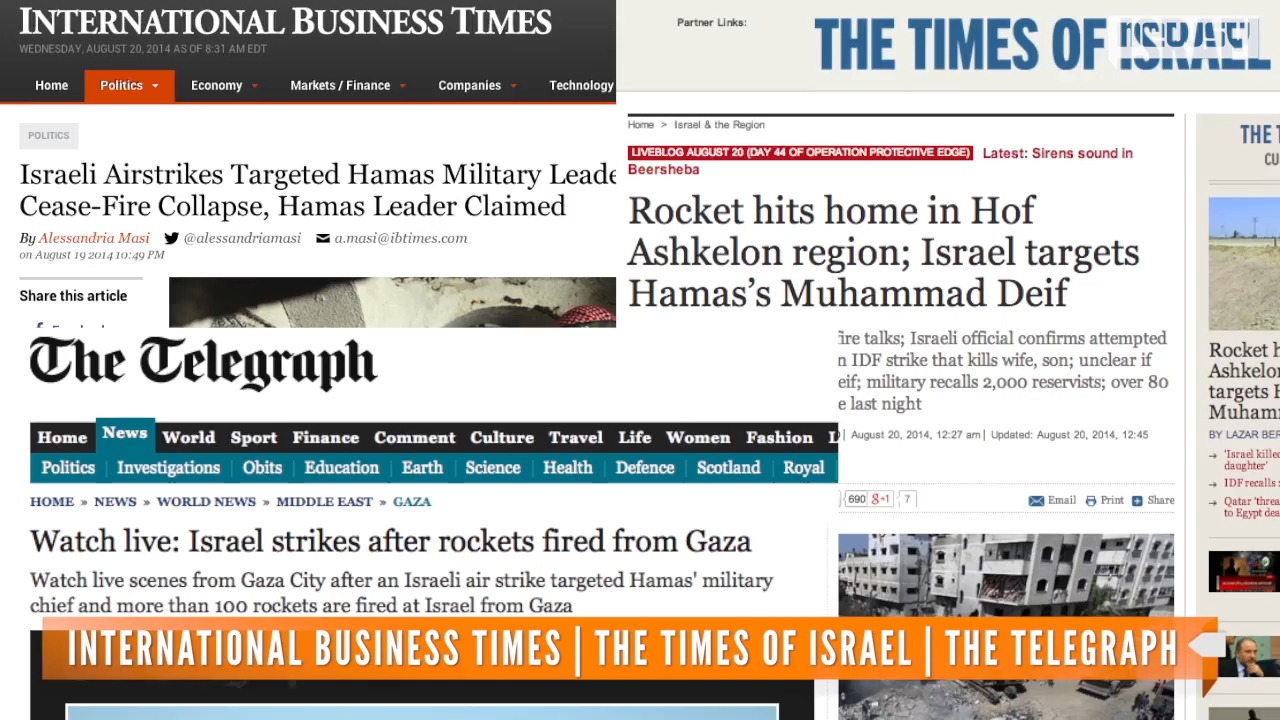 INTERNATIONAL BUSINESS TIMES
WEDNESDAY, AUGUST 20, 2014 AS OF 8:31 AM EDT
Home Politics Economy Markets / Finance Companies Technology
POLITICS
Israeli Airstrikes Targeted Hamas Military Leade
Cease-Fire Collapse, Hamas Leader Claimed
By Alessandria Masi @alessandriamasi a.masi@ibtimes.com
on August 19 2014 10:49 PM
Share this article
Partner Links:
THE TIMES OF ISRAEL
Home > Israel & the Region
LIVEBLOG AUGUST 20 (DAY 44 OF OPERATION PROTECTIVE EDGE) Latest: Sirens sound in
Beersheba
Rocket hits home in Hof
Ashkelon region; Israel targets
Hamas's Muhammad Deif
fire talks; Israeli official confirms attempted
n IDF strike that kills wife, son; unclear if
eif; military recalls 2,000 reservists; over 80
e last night
| August 20, 2014, 12:27 am | Updated: August 20, 2014, 12:45
690 g+1 7
Email Print Share
THE T
CU
Rocket h
Ashkelon
targets H
Muhamm
BY LAZAR BER
→ 'Israel killed
daughter'
→ IDF recalls
→ Qatar 'threa
to Egypt dea
The Telegraph
Home News World Sport Finance Comment Culture Travel Life Women Fashion L
Politics Investigations Obits Education Earth Science Health Defence Scotland Royal
HOME » NEWS » WORLD NEWS » MIDDLE EAST » GAZA
Watch live: Israel strikes after rockets fired from Gaza
Watch live scenes from Gaza City after an Israeli air strike targeted Hamas' military
chief and more than 100 rockets are fired at Israel from Gaza
INTERNATIONAL BUSINESS TIMES | THE TIMES OF ISRAEL | THE TELEGRAPH